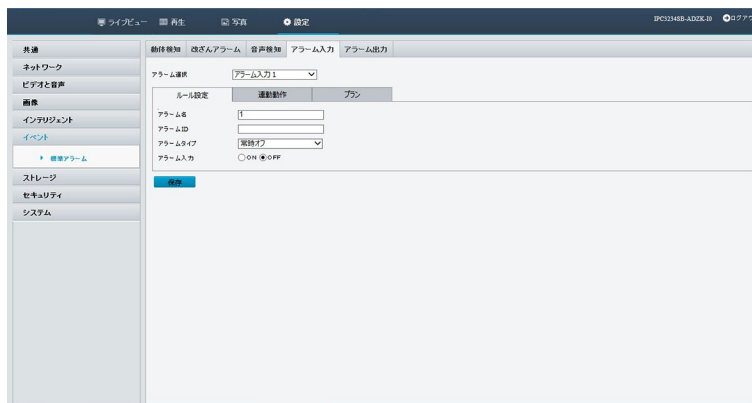 ライブビュー 再生 写真 設定 IPC3234SB-ADZK-I0 ログアウ
共通
ネットワーク
ビデオと音声
画像
インテリジェント
イベント
標準アラーム
ストレージ
セキュリティ
システム
動体検知 改ざんアラーム 音声検知 アラーム入力 アラーム出力
アラーム選択 アラーム入力 1
ルール設定 連動動作 プラン
アラーム名 1
アラームID
アラームタイプ 常時オフ
アラーム入力 ON OFF
保存